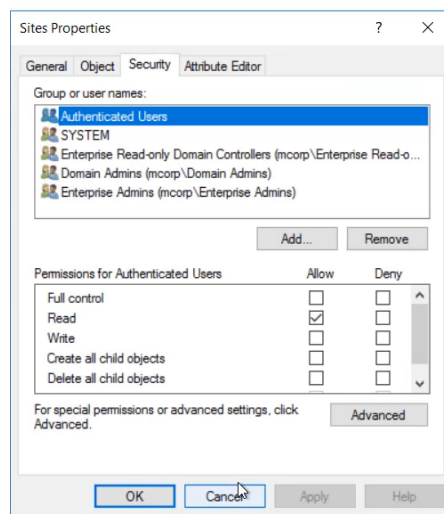 Sites Properties ? ×
General Object Security Attribute Editor
Group or user names:
Authenticated Users
SYSTEM
Enterprise Read-only Domain Controllers (mcorp\Enterprise Read-o...
Domain Admins (mcorp\Domain Admins)
Enterprise Admins (mcorp\Enterprise Admins)
Add... Remove
Permissions for Authenticated Users Allow Deny
Full control
Read
Write
Create all child objects
Delete all child objects
For special permissions or advanced settings, click
Advanced.
Advanced
OK Cancel Apply Help